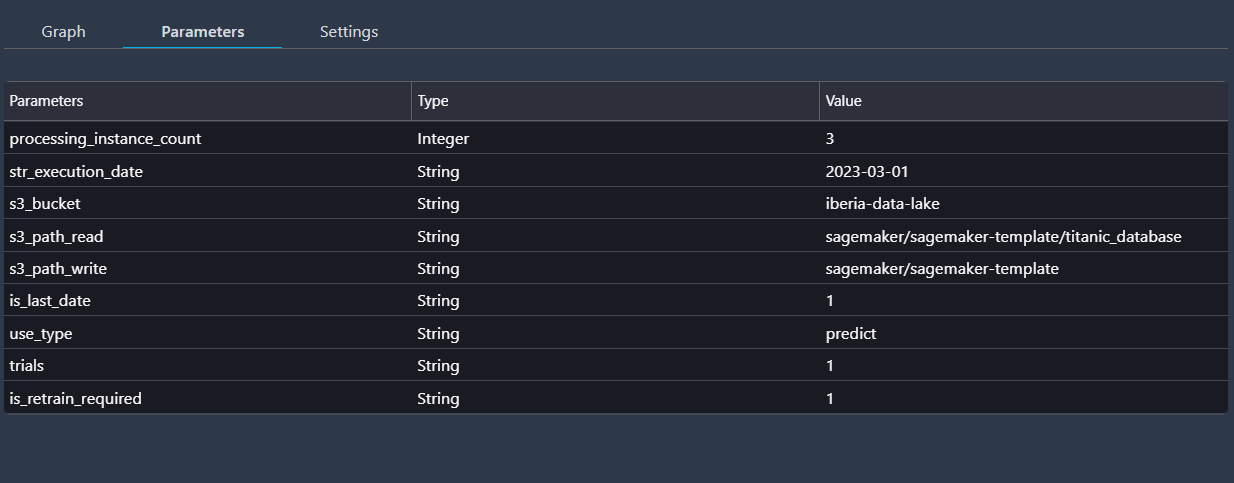 Graph Parameters Settings
Parameters Type Value
processing_instance_count Integer 3
str_execution_date String 2023-03-01
s3_bucket String iberia-data-lake
s3_path_read String sagemaker/sagemaker-template/titanic_database
s3_path_write String sagemaker/sagemaker-template
is_last_date String 1
use_type String predict
trials String 1
is_retrain_required String 1